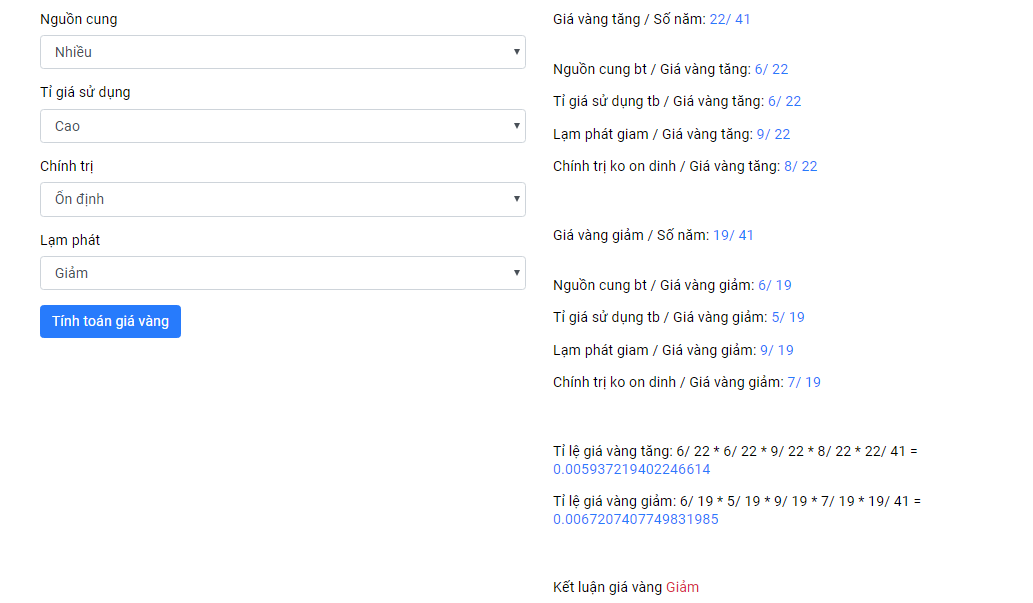 Nguồn cung
Nhiều
Tỉ giá sử dụng
Cao
Chính trị
Ổn định
Lạm phát
Giảm
Tính toán giá vàng
Giá vàng tăng / Số năm: 22/ 41
Nguồn cung bt / Giá vàng tăng: 6/ 22
Tỉ giá sử dụng tb / Giá vàng tăng: 6/ 22
Lạm phát giam / Giá vàng tăng: 9/ 22
Chính trị ko on dinh / Giá vàng tăng: 8/ 22
Giá vàng giảm / Số năm: 19/ 41
Nguồn cung bt / Giá vàng giảm: 6/ 19
Tỉ giá sử dụng tb / Giá vàng giảm: 5/ 19
Lạm phát giam / Giá vàng giảm: 9/ 19
Chính trị ko on dinh / Giá vàng giảm: 7/ 19
Tỉ lệ giá vàng tăng: 6/ 22 * 6/ 22 * 9/ 22 * 8/ 22 * 22/ 41 =
0.005937219402246614
Tỉ lệ giá vàng giảm: 6/ 19 * 5/ 19 * 9/ 19 * 7/ 19 * 19/ 41 =
0.0067207407749831985
Kết luận giá vàng Giảm